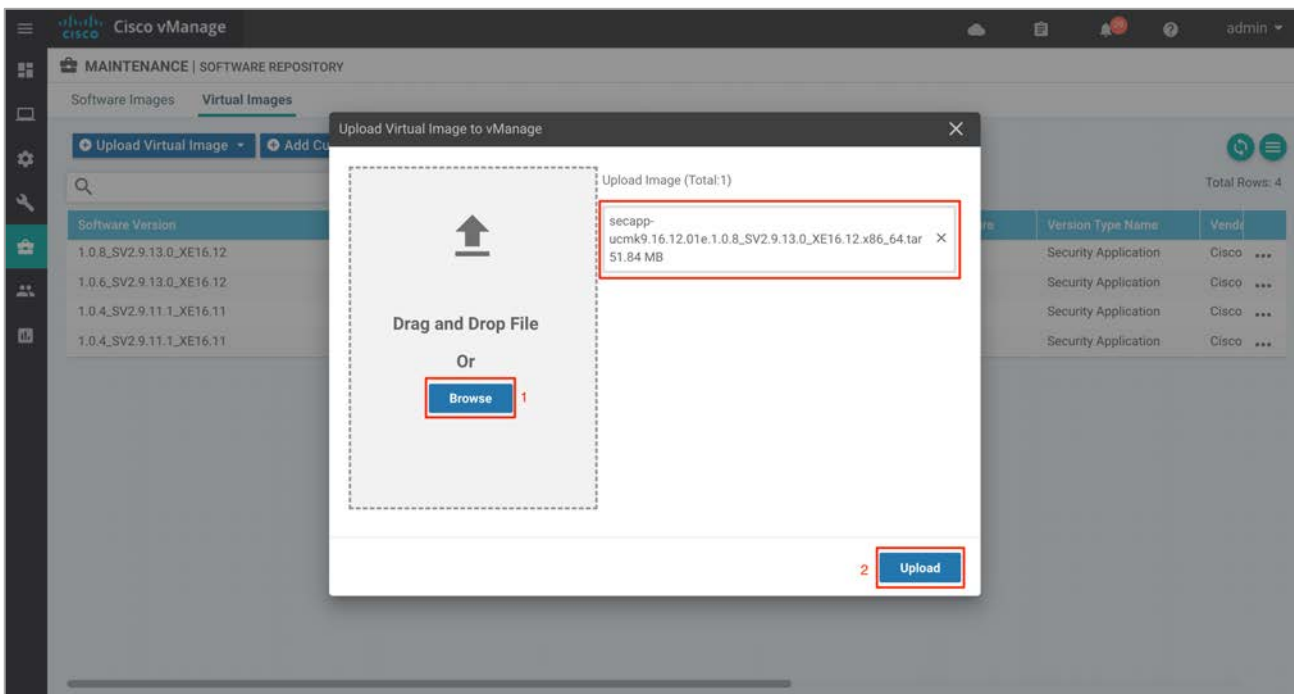 cisco Cisco vManage admin
MAINTENANCE | SOFTWARE REPOSITORY
Software Images Virtual Images
Upload Virtual Image Add Cu
Total Rows: 4
Software Version Version Type Name Vend
1.0.8_SV2.9.13.0_XE16.12 Security Application Cisco ...
1.0.6_SV2.9.13.0_XE16.12 Security Application Cisco ...
1.0.4_SV2.9.11.1_XE16.11 Security Application Cisco ...
1.0.4_SV2.9.11.1_XE16.11 Security Application Cisco ...
Upload Virtual Image to vManage
Drag and Drop File
Or
Browse 1
Upload Image (Total:1)
secapp-
ucmk9.16.12.01e.1.0.8_SV2.9.13.0_XE16.12.x86_64.tar
51.84 MB
2 Upload